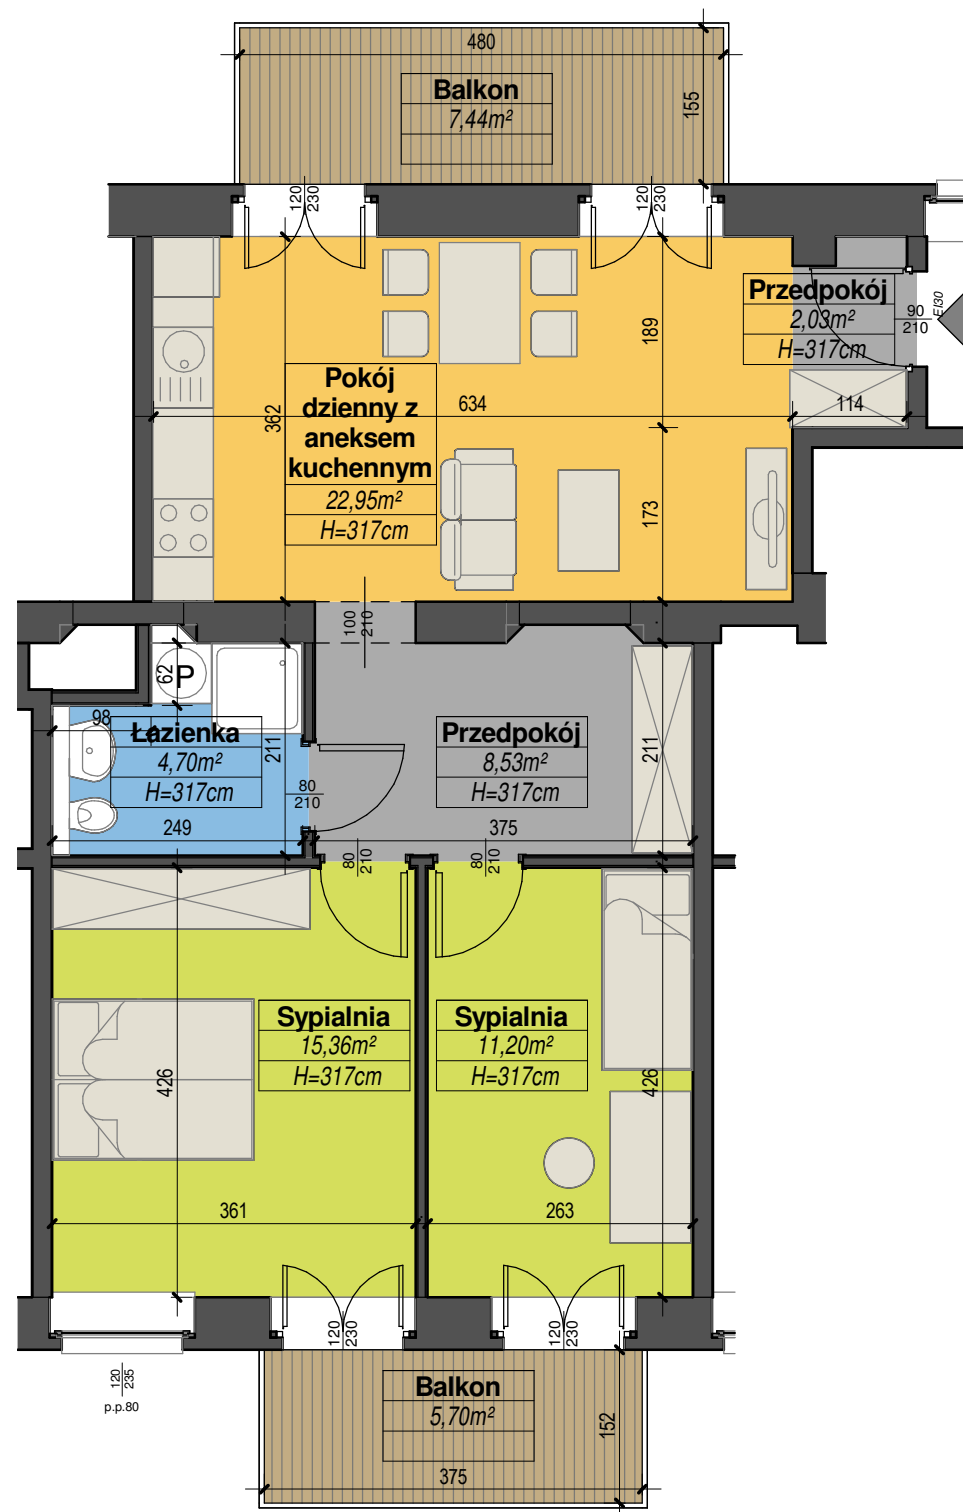 480
Balkon
7,44m²
155
120
230
120
230
Przedpokój
2,03m²
H=317cm
90
210
EI30
189
Pokój
dzienny z
aneksem
kuchennym
22,95m²
H=317cm
362
634
114
173
100
210
62
P
98
Łazienka
4,70m²
H=317cm
211
80
210
249
Przedpokój
8,53m²
H=317cm
211
375
80
210
80
210
Sypialnia
15,36m²
H=317cm
426
361
Sypialnia
11,20m²
H=317cm
426
263
120
230
120
230
120
235
p.p.80
Balkon
5,70m²
152
375